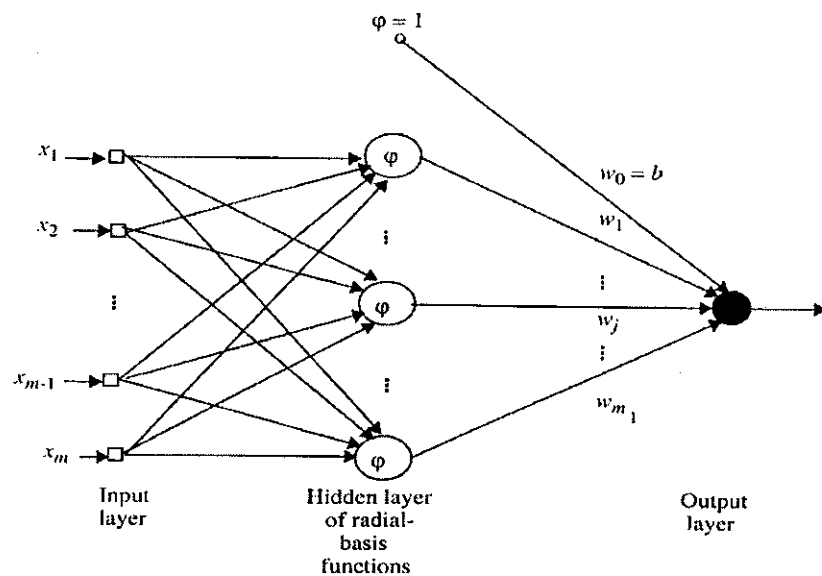 φ = 1
x1
φ
w0 = b
w1
x2
φ
wj
xm-1
wm1
xm
φ
Input
layer
Hidden layer
of radial-
basis
functions
Output
layer